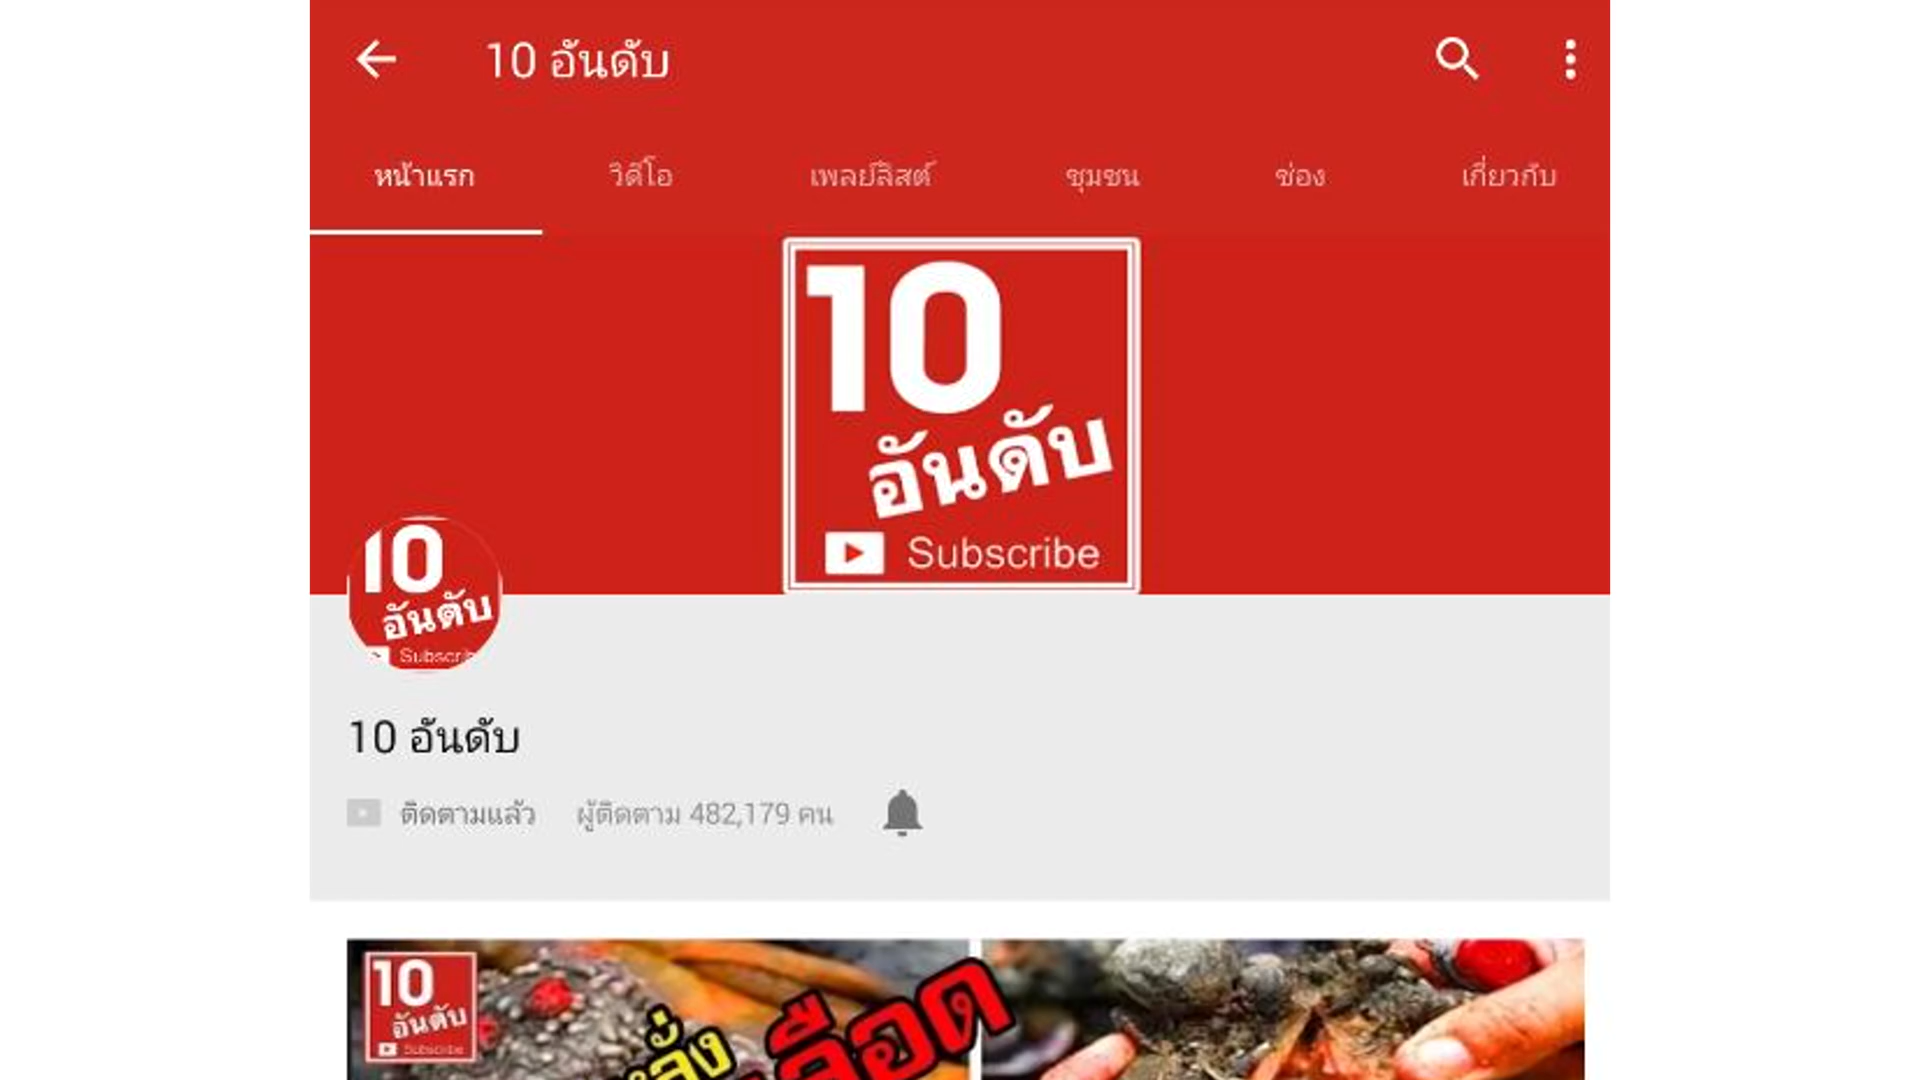 10 อันดับ
หน้าแรก วิดีโอ เพลย์ลิสต์ ชุมชน ช่อง เกี่ยวกับ
10
อันดับ
Subscribe
10
อันดับ
10 อันดับ
ติดตามแล้ว ผู้ติดตาม 482,179 คน
10
อันดับ
Subscribe